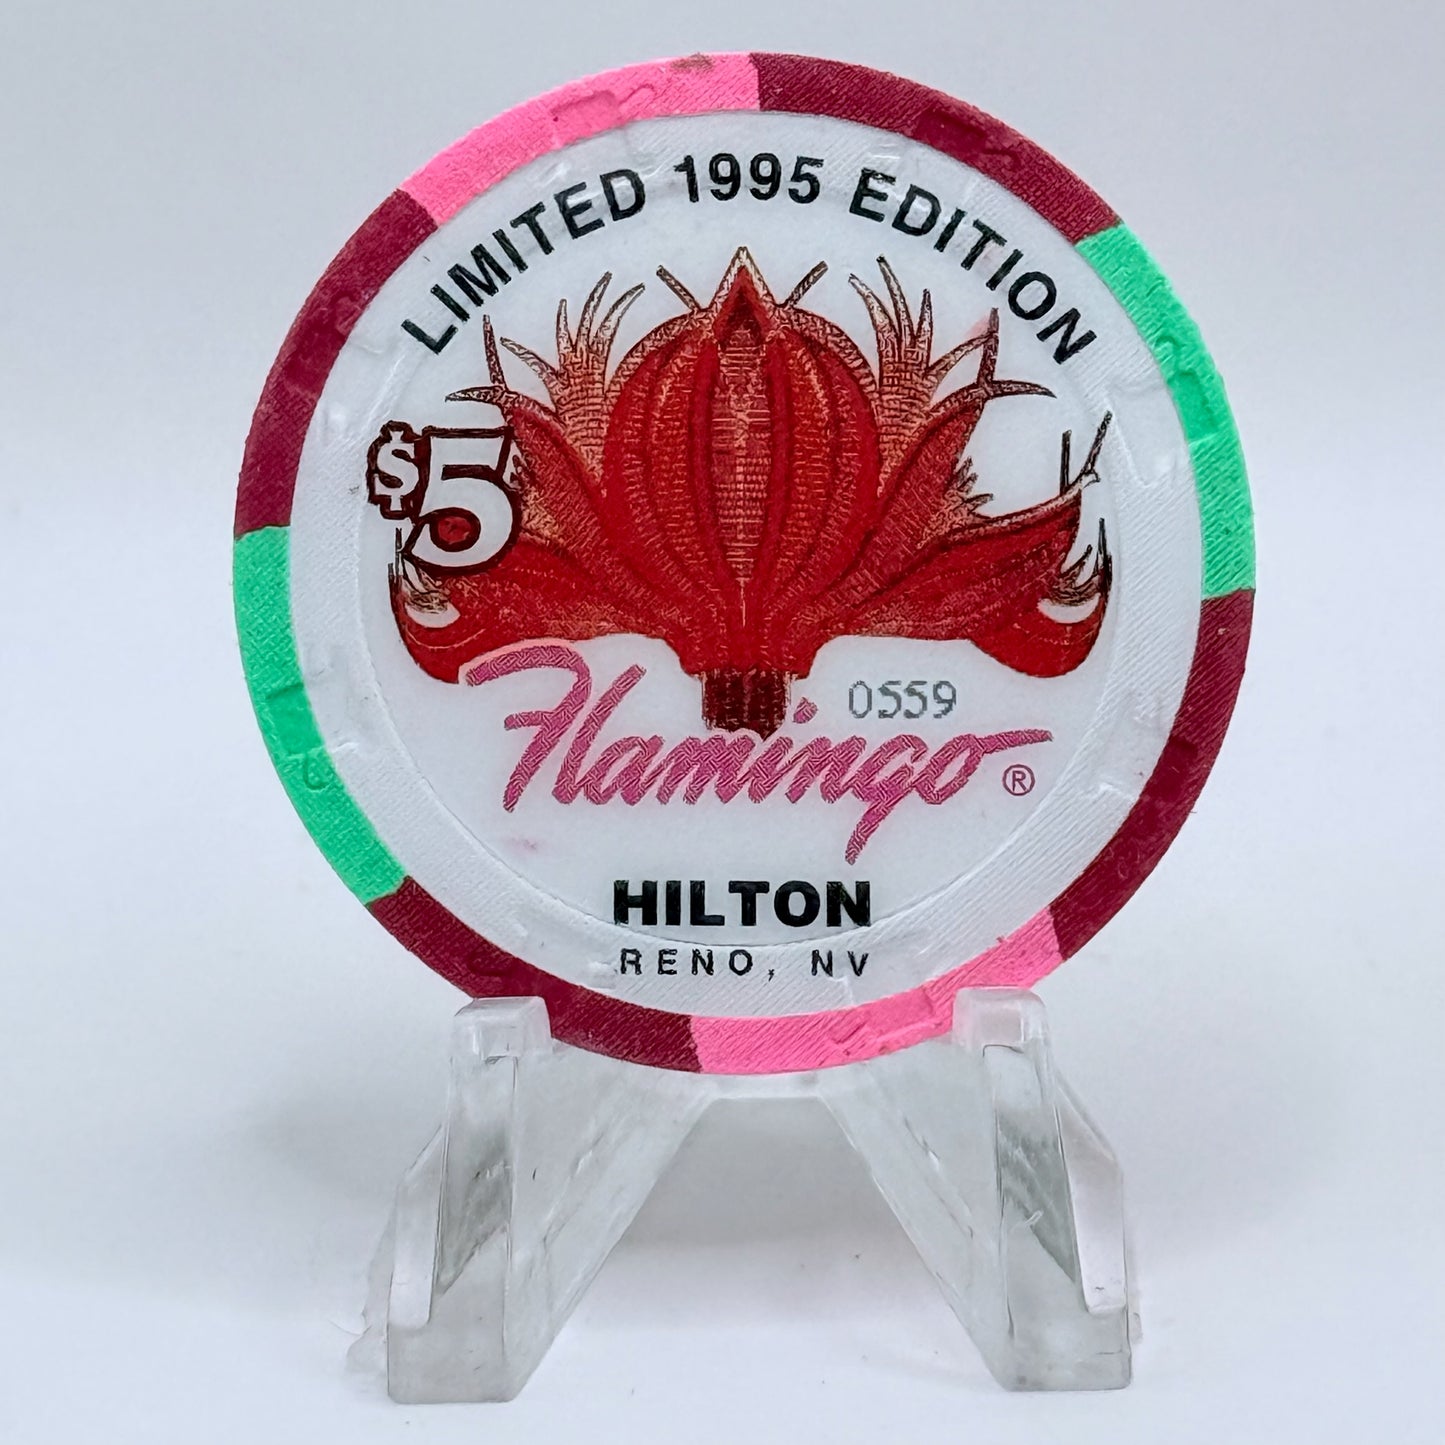 LIMITED 1995 EDITION
$5
0559
Flamingo®
HILTON
RENO, NV